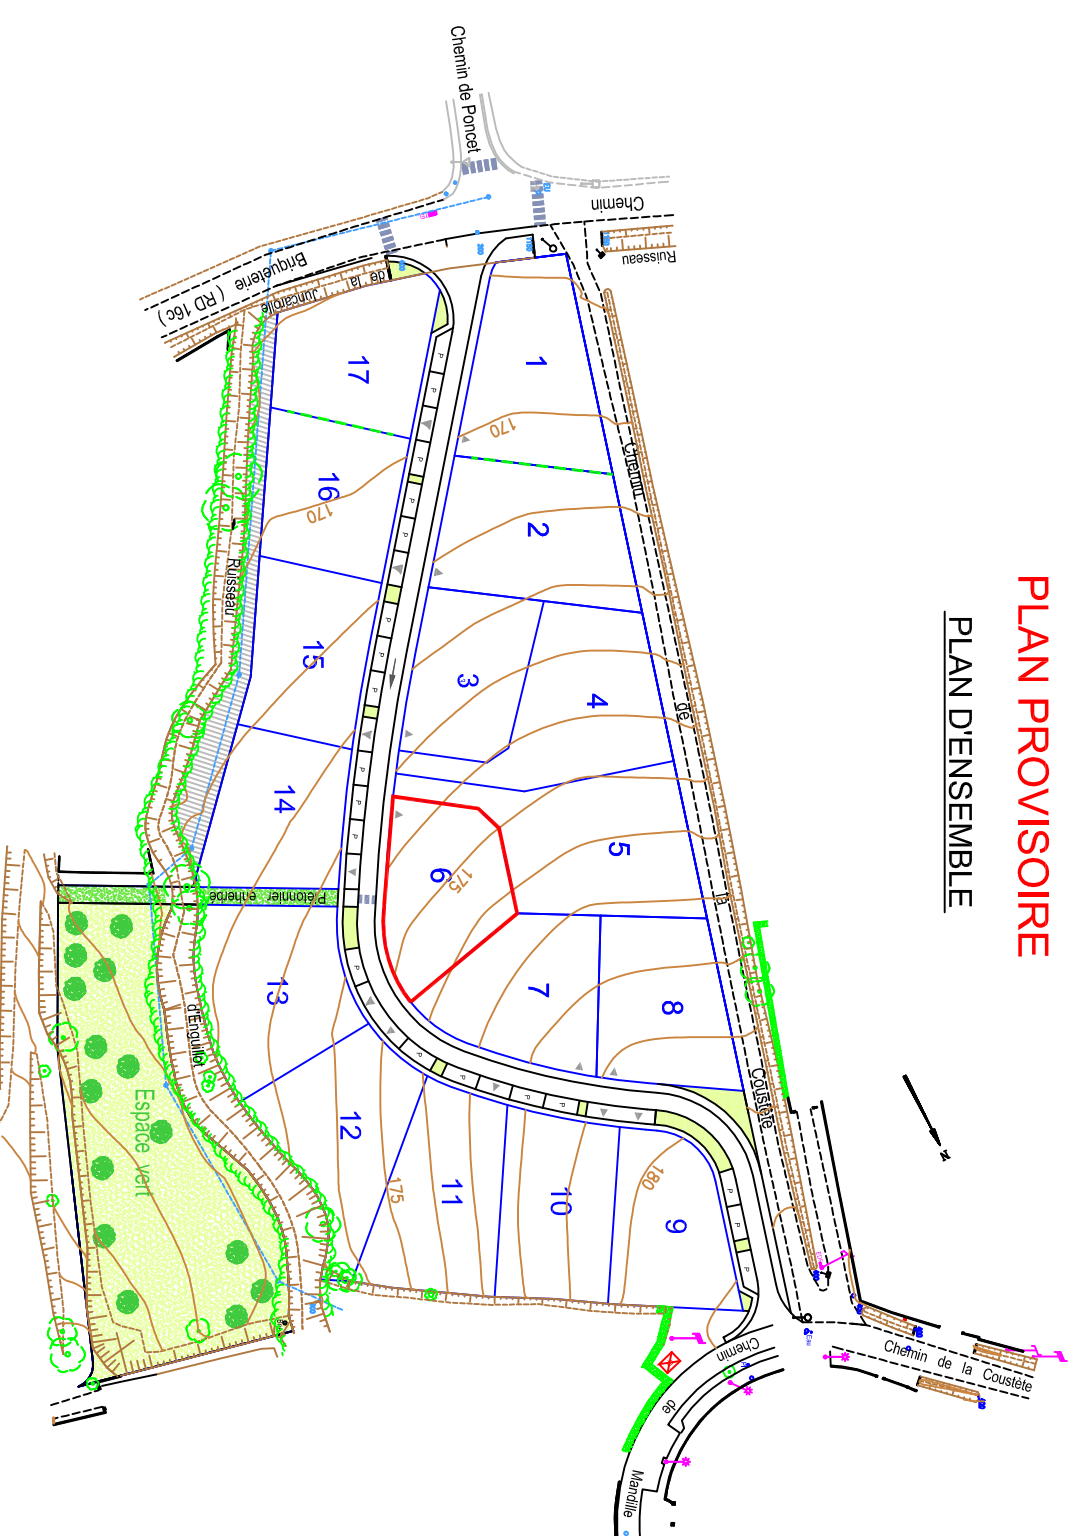 PLAN PROVISOIRE
PLAN D'ENSEMBLE
Chemin de Poncet
Chemin
Ruisseau
de la
Briqueterie ( RD 16c)
Juncarolle
Chemin
de
la
Coustète
Ruisseau
d'Enguillot
1
2
3
4
5
6
7
8
9
10
11
12
13
14
15
16
17
170
170
175
175
180
P
Piétonnier enherbé
Espace vert
Chemin de la Coustète
Chemin
de
Mandille
N